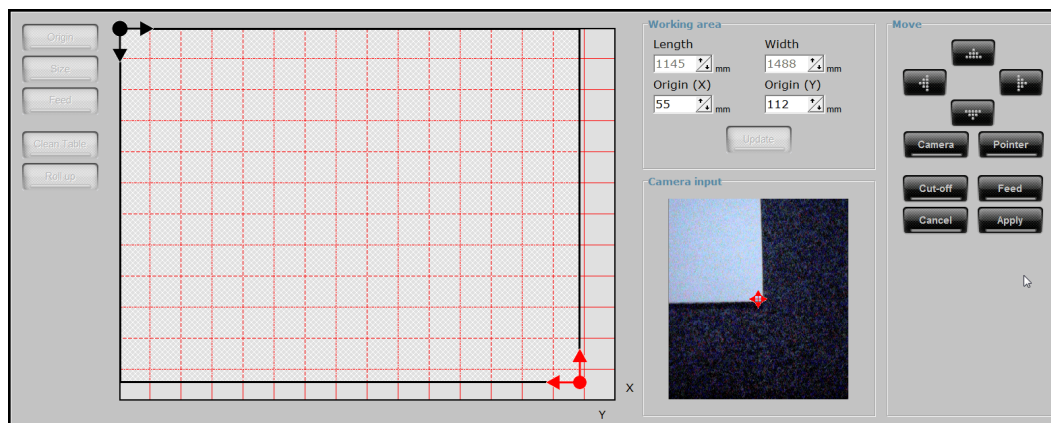 Origin
Size
Feed
Clean Table
Roll up
X
Y
Working area
Length
Width
1145 mm
1488 mm
Origin (X)
Origin (Y)
55 mm
112 mm
Update
Camera input
Move
Camera
Pointer
Cut-off
Feed
Cancel
Apply